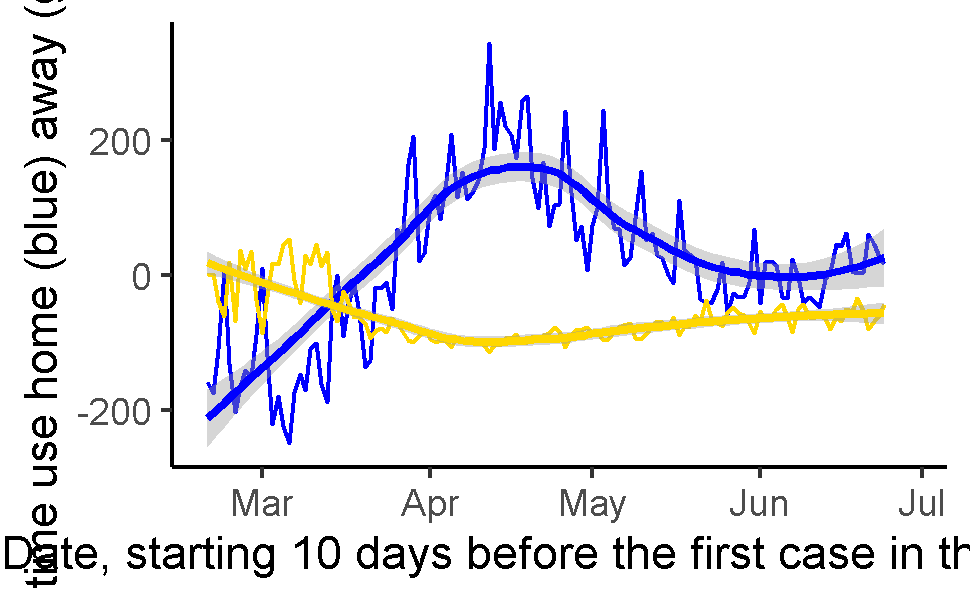 time use home (blue) away (
200
0
-200
Mar Apr May Jun Jul
Date, starting 10 days before the first case in th